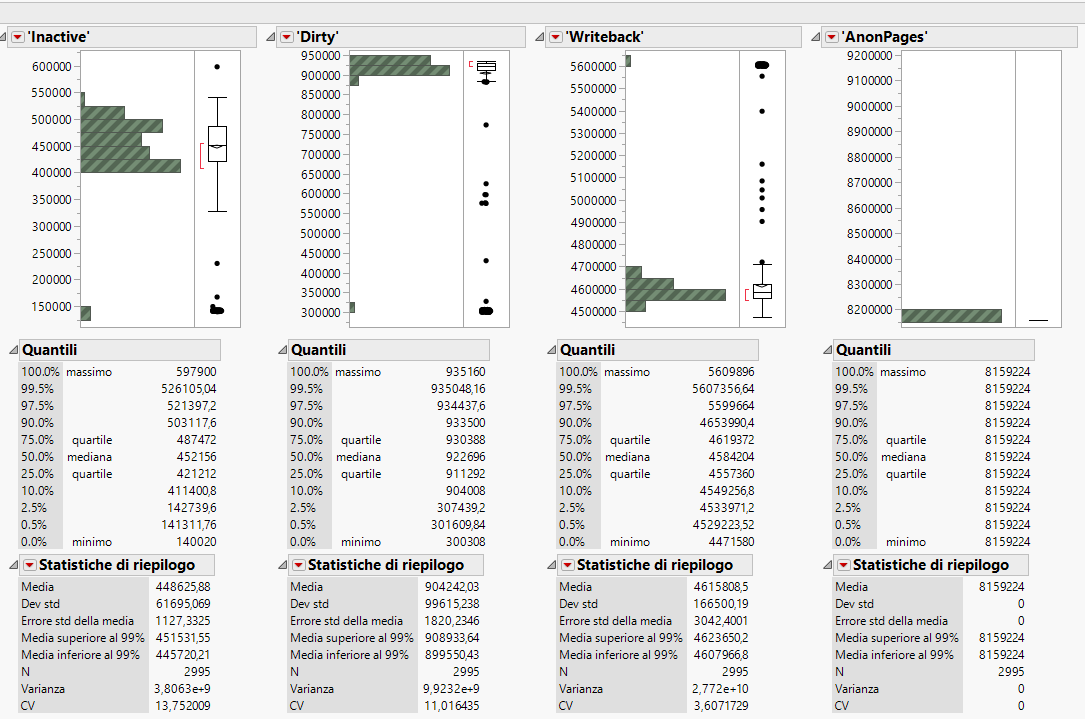 'Inactive' 'Dirty' 'Writeback' 'AnonPages'
600000
550000
500000
450000
400000
350000
300000
250000
200000
150000
950000
900000
850000
800000
750000
700000
650000
600000
550000
500000
450000
400000
350000
300000
5600000
5500000
5400000
5300000
5200000
5100000
5000000
4900000
4800000
4700000
4600000
4500000
9200000
9100000
9000000
8900000
8800000
8700000
8600000
8500000
8400000
8300000
8200000
Quantili
100.0% massimo 597900
99.5% 526105,04
97.5% 521397,2
90.0% 503117,6
75.0% quartile 487472
50.0% mediana 452156
25.0% quartile 421212
10.0% 411400,8
2.5% 142739,6
0.5% 141311,76
0.0% minimo 140020
Statistiche di riepilogo
Media 448625,88
Dev std 61695,069
Errore std della media 1127,3325
Media superiore al 99% 451531,55
Media inferiore al 99% 445720,21
N 2995
Varianza 3,8063e+9
CV 13,752009
Quantili
100.0% massimo 935160
99.5% 935048,16
97.5% 934437,6
90.0% 933500
75.0% quartile 930388
50.0% mediana 922696
25.0% quartile 911292
10.0% 904008
2.5% 307439,2
0.5% 301609,84
0.0% minimo 300308
Statistiche di riepilogo
Media 904242,03
Dev std 99615,238
Errore std della media 1820,2346
Media superiore al 99% 908933,64
Media inferiore al 99% 899550,43
N 2995
Varianza 9,9232e+9
CV 11,016435
Quantili
100.0% massimo 5609896
99.5% 5607356,64
97.5% 5599664
90.0% 4653990,4
75.0% quartile 4619372
50.0% mediana 4584204
25.0% quartile 4557360
10.0% 4549256,8
2.5% 4533971,2
0.5% 4529223,52
0.0% minimo 4471580
Statistiche di riepilogo
Media 4615808,5
Dev std 166500,19
Errore std della media 3042,4001
Media superiore al 99% 4623650,2
Media inferiore al 99% 4607966,8
N 2995
Varianza 2,772e+10
CV 3,6071729
Quantili
100.0% massimo 8159224
99.5% 8159224
97.5% 8159224
90.0% 8159224
75.0% quartile 8159224
50.0% mediana 8159224
25.0% quartile 8159224
10.0% 8159224
2.5% 8159224
0.5% 8159224
0.0% minimo 8159224
Statistiche di riepilogo
Media 8159224
Dev std 0
Errore std della media 0
Media superiore al 99% 8159224
Media inferiore al 99% 8159224
N 2995
Varianza 0
CV 0